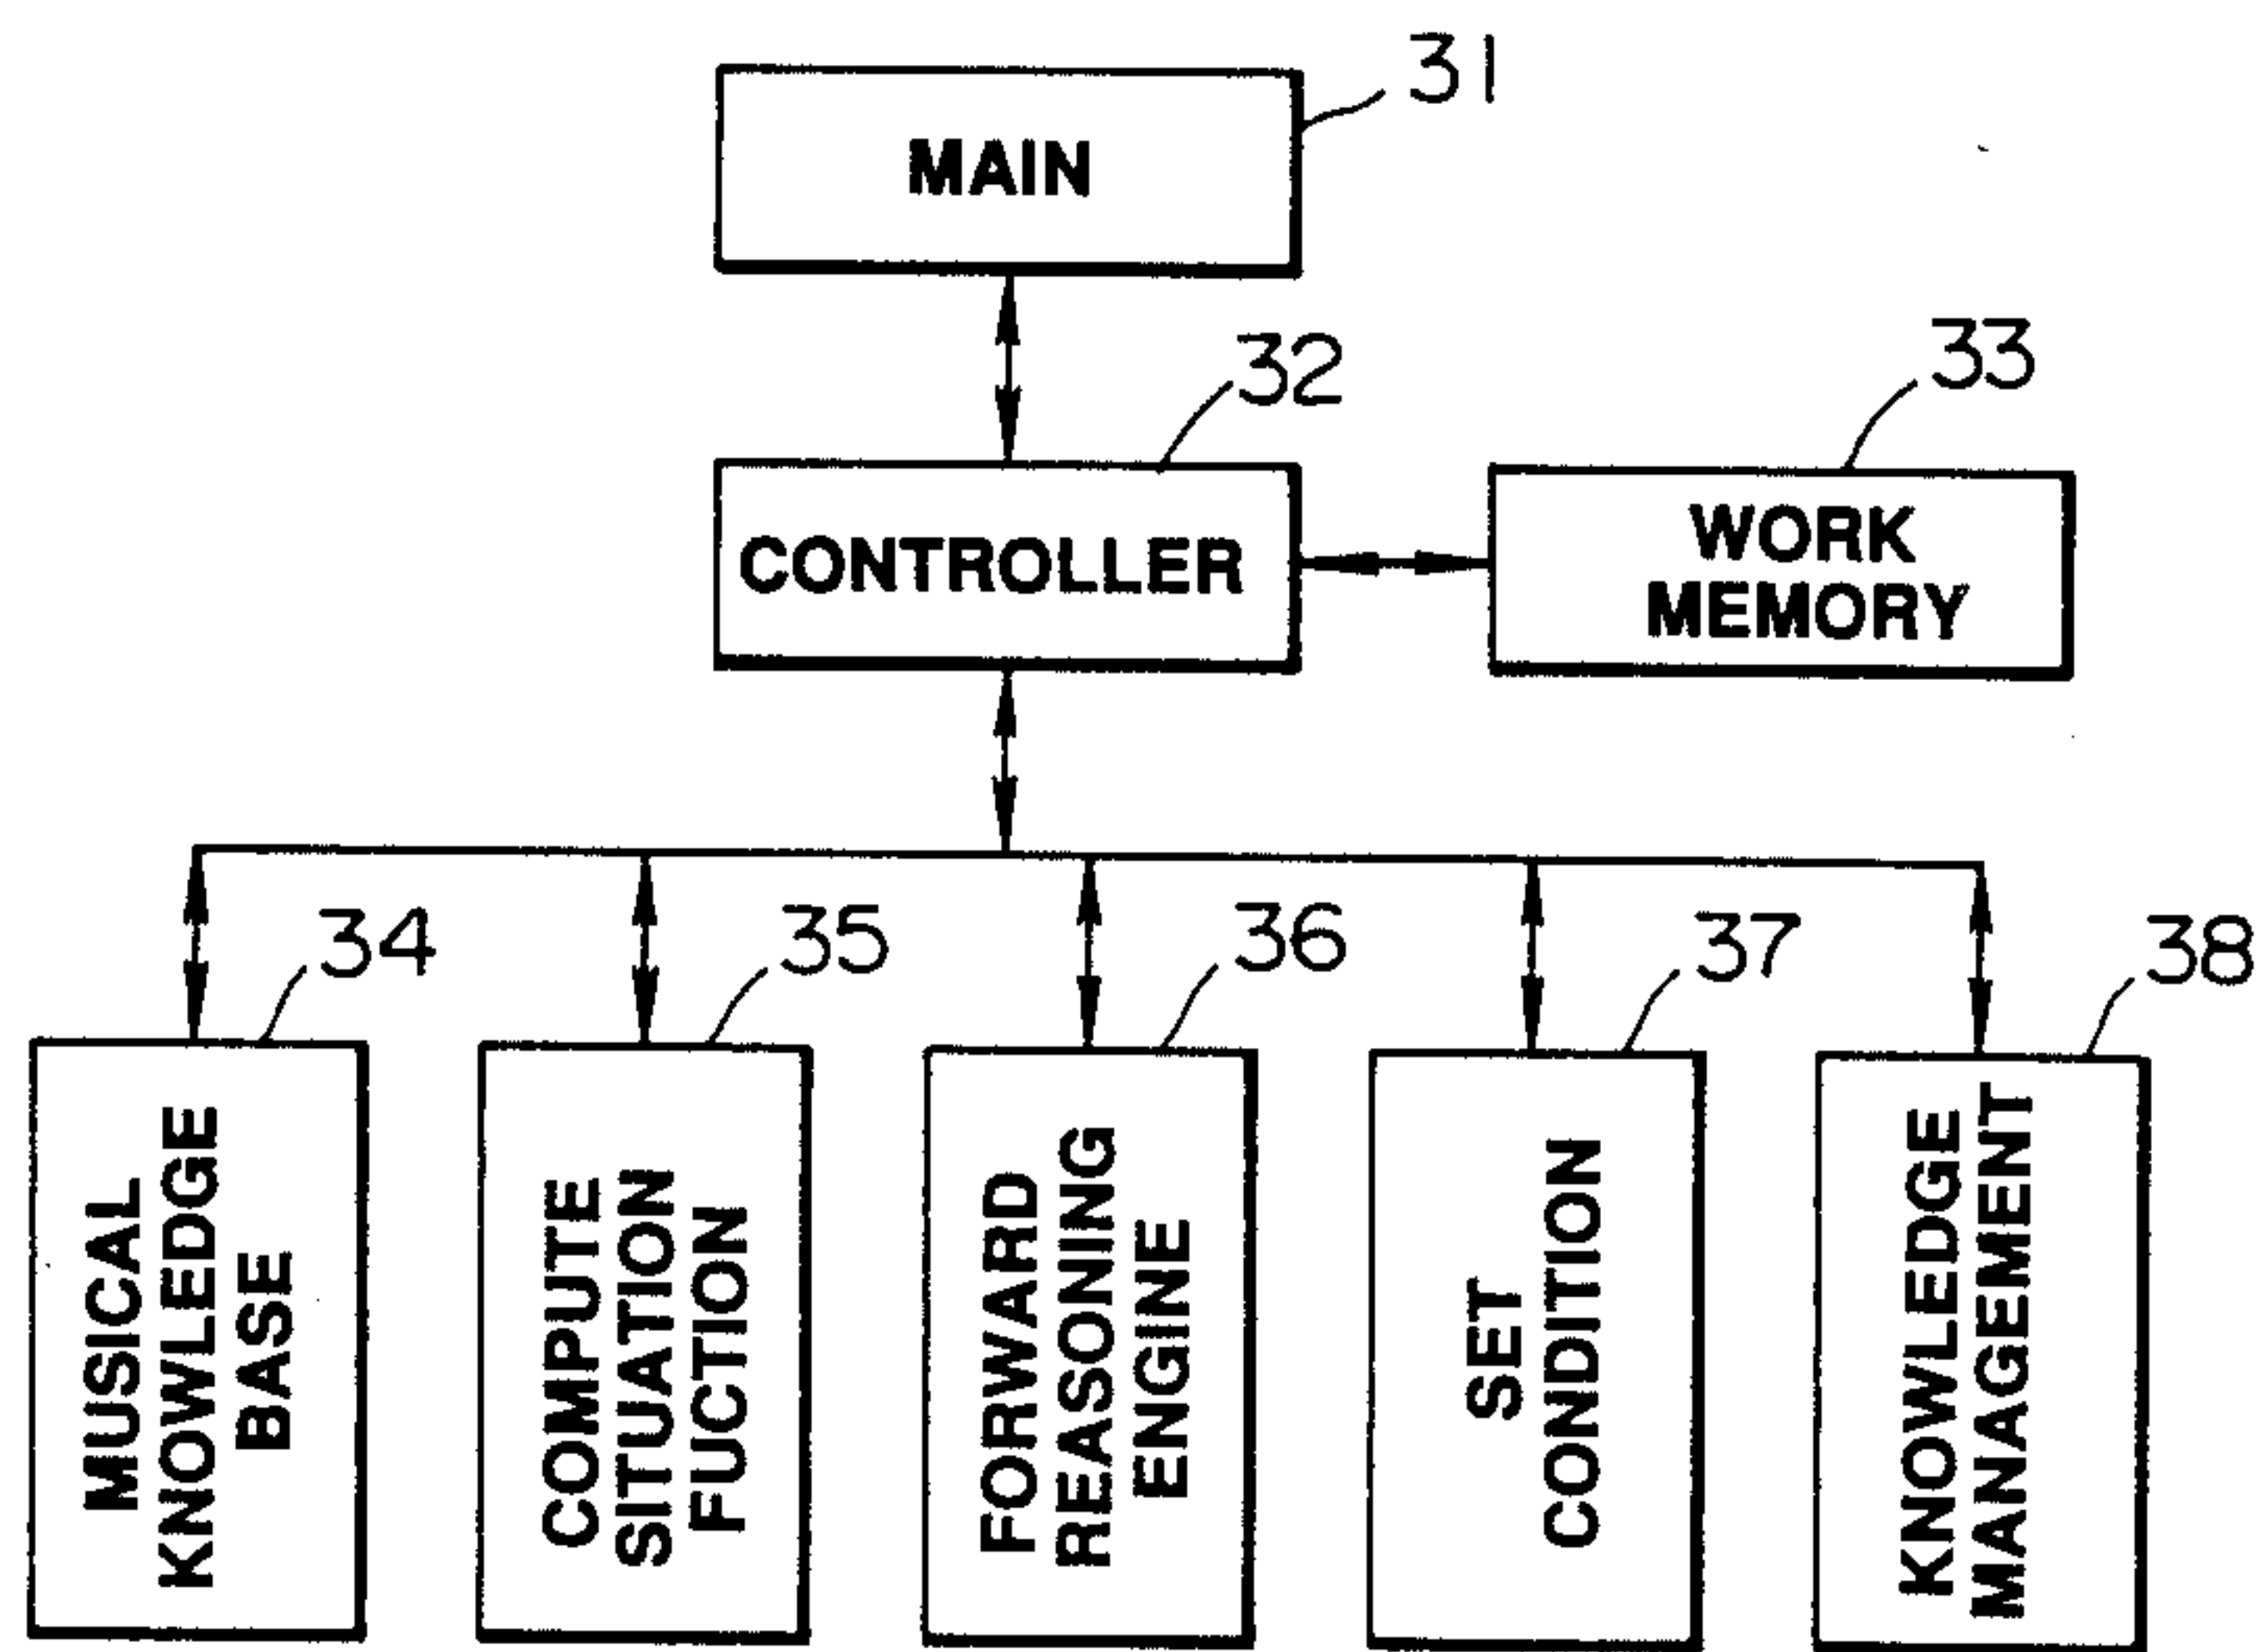 31
MAIN
32
33
CONTROLLER
WORK
MEMORY
34
35
36
37
38
MUSICAL
KNOWLEDGE
BASE
COMPUTE
SITUATION
FUCTION
FORWARD
REASONING
ENGINE
SET
CONDITION
KNOWLEDGE
MANAGEMENT